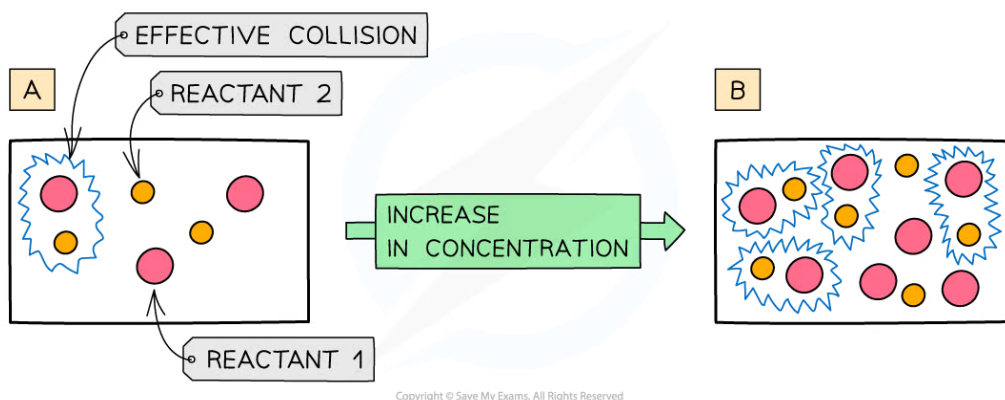 EFFECTIVE COLLISION
A
REACTANT 2
B
INCREASE
IN CONCENTRATION
REACTANT 1
Copyright © Save My Exams. All Rights Reserved